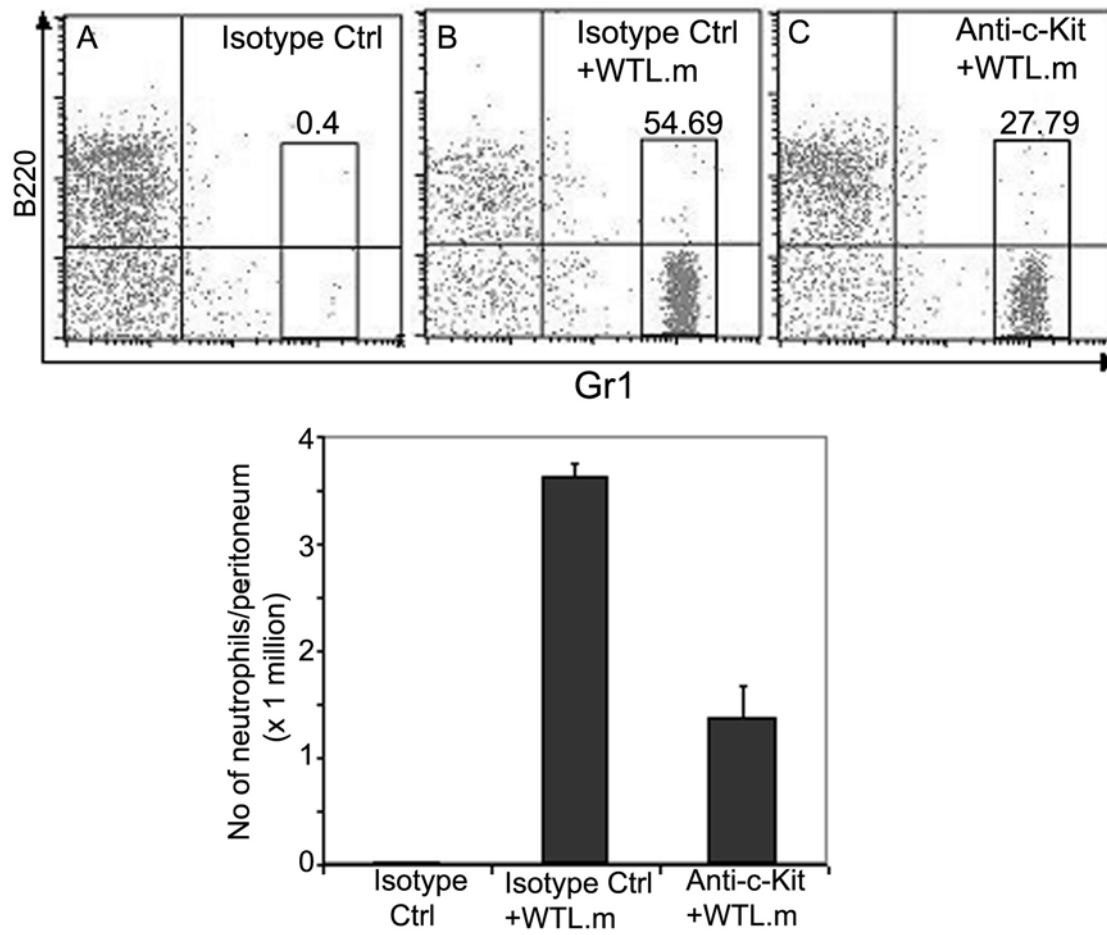 A
Isotype Ctrl
0.4
B
Isotype Ctrl
+WTL.m
54.69
C
Anti-c-Kit
+WTL.m
27.79
B220
Gr1
No of neutrophils/peritoneum
(x 1 million)
4
3
2
1
0
Isotype
Ctrl
Isotype Ctrl
+WTL.m
Anti-c-Kit
+WTL.m